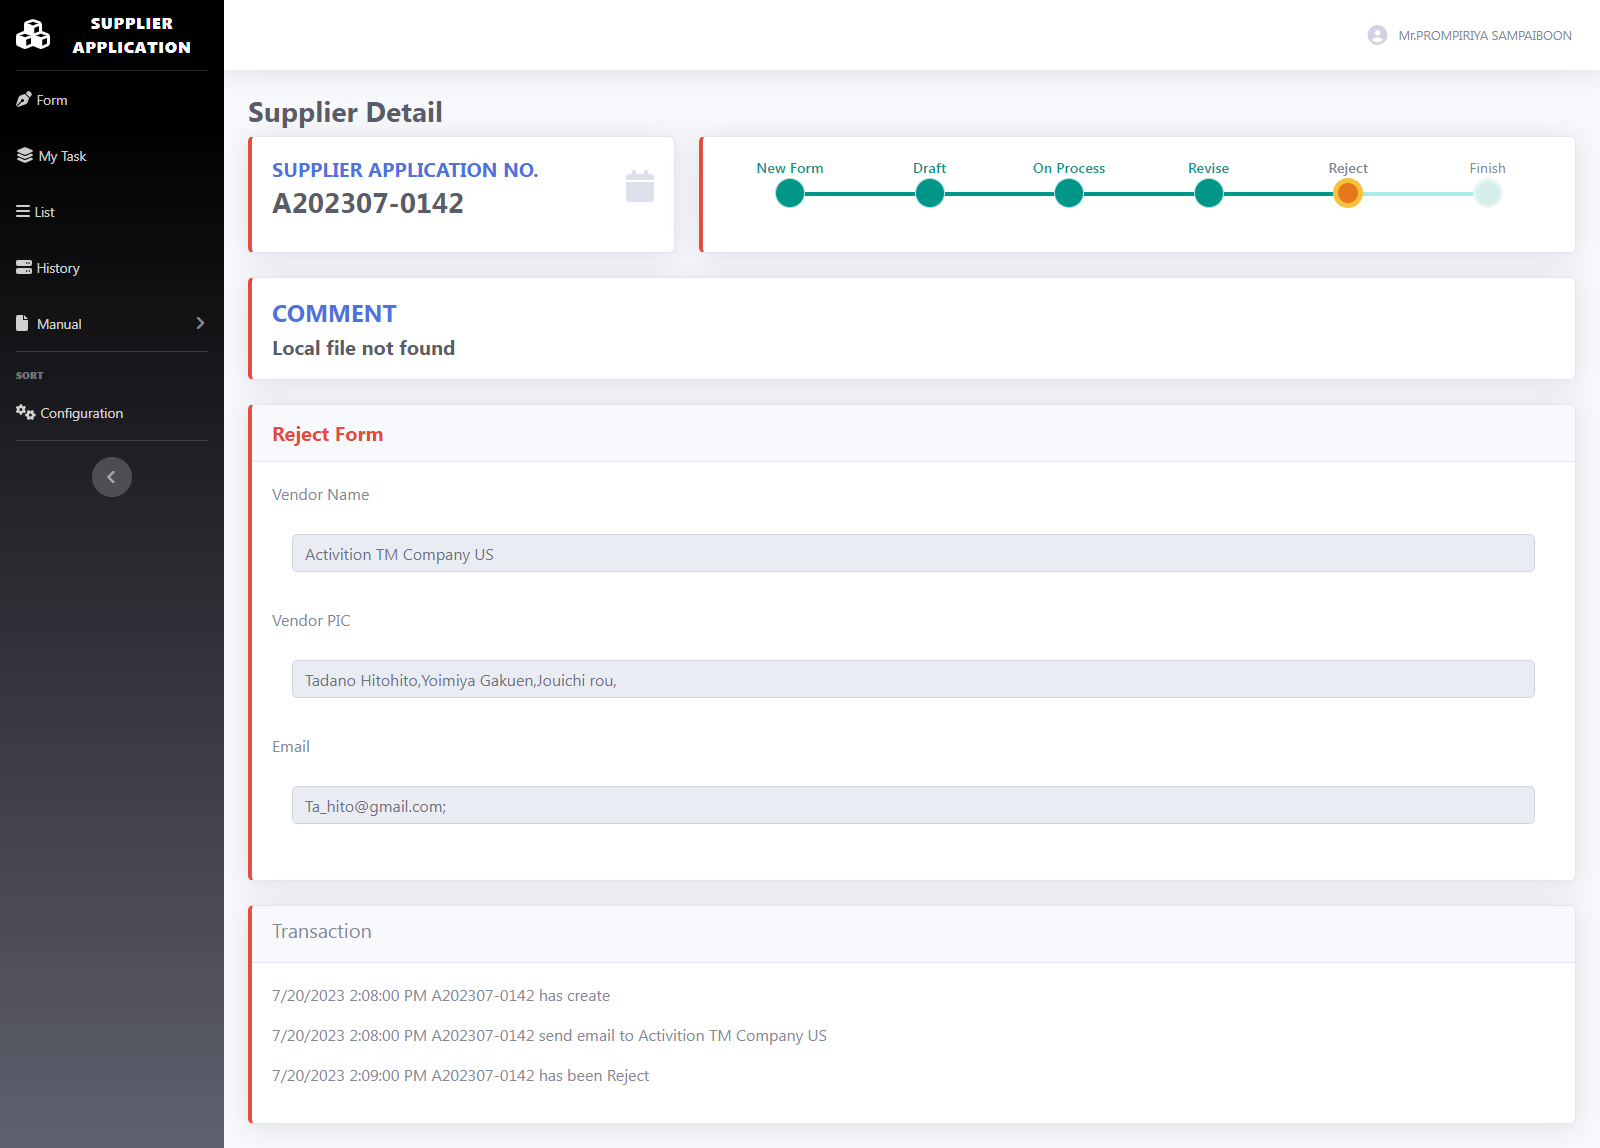 SUPPLIER
APPLICATION
Form
My Task
List
History
Manual
SORT
Configuration
Mr.PROMPIRIYA SAMPAIBOON
Supplier Detail
SUPPLIER APPLICATION NO.
A202307-0142
New Form Draft On Process Revise Reject Finish
COMMENT
Local file not found
Reject Form
Vendor Name
Activition TM Company US
Vendor PIC
Tadano Hitohito,Yoimiya Gakuen,Jouichi rou,
Email
Ta_hito@gmail.com;
Transaction
7/20/2023 2:08:00 PM A202307-0142 has create
7/20/2023 2:08:00 PM A202307-0142 send email to Activition TM Company US
7/20/2023 2:09:00 PM A202307-0142 has been Reject